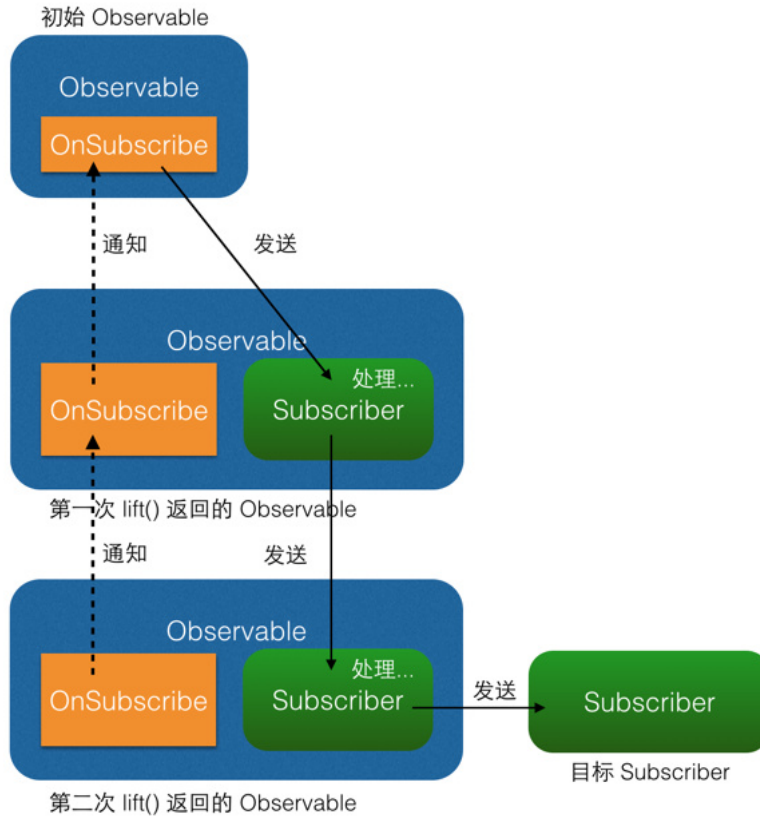 初始 Observable
Observable
OnSubscribe
通知
发送
Observable
OnSubscribe
处理...
Subscriber
第一次 lift() 返回的 Observable
通知
发送
Observable
OnSubscribe
处理...
Subscriber
发送
Subscriber
目标 Subscriber
第二次 lift() 返回的 Observable